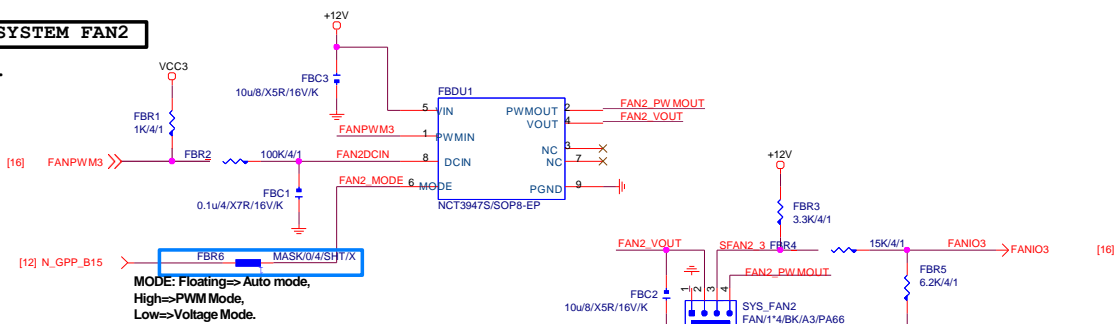 SYSTEM FAN2
+12V
VCC3
FBC3
10u/8/X5R/16V/K
FBDU1
FBR1
1K/4/1
5 VIN
PWMOUT 2 FAN2_PWMOUT
VOUT 4 FAN2_VOUT
FANPWM3 1 PWMIN
NC 3
[16] FANPWM3
FBR2 100K/4/1 FAN2DCIN 8 DCIN
NC 7
+12V
FAN2_MODE 6 MODE
PGND 9
FBC1
0.1u/4/X7R/16V/K
NCT3947S/SOP8-EP
FBR3
3.3K/4/1
FAN2_VOUT
SFAN2_3 FBR4 15K/4/1 FANIO3
FANIO3 [16]
[12] N_GPP_B15
FBR6 MASK/0/4/SHT/X
FAN2_PWMOUT
FBR5
6.2K/4/1
MODE: Floating=> Auto mode,
High=>PWM Mode,
Low=>Voltage Mode.
FBC2
10u/8/X5R/16V/K
1 2 3 4
SYS_FAN2
FAN/1*4/BK/A3/PA66